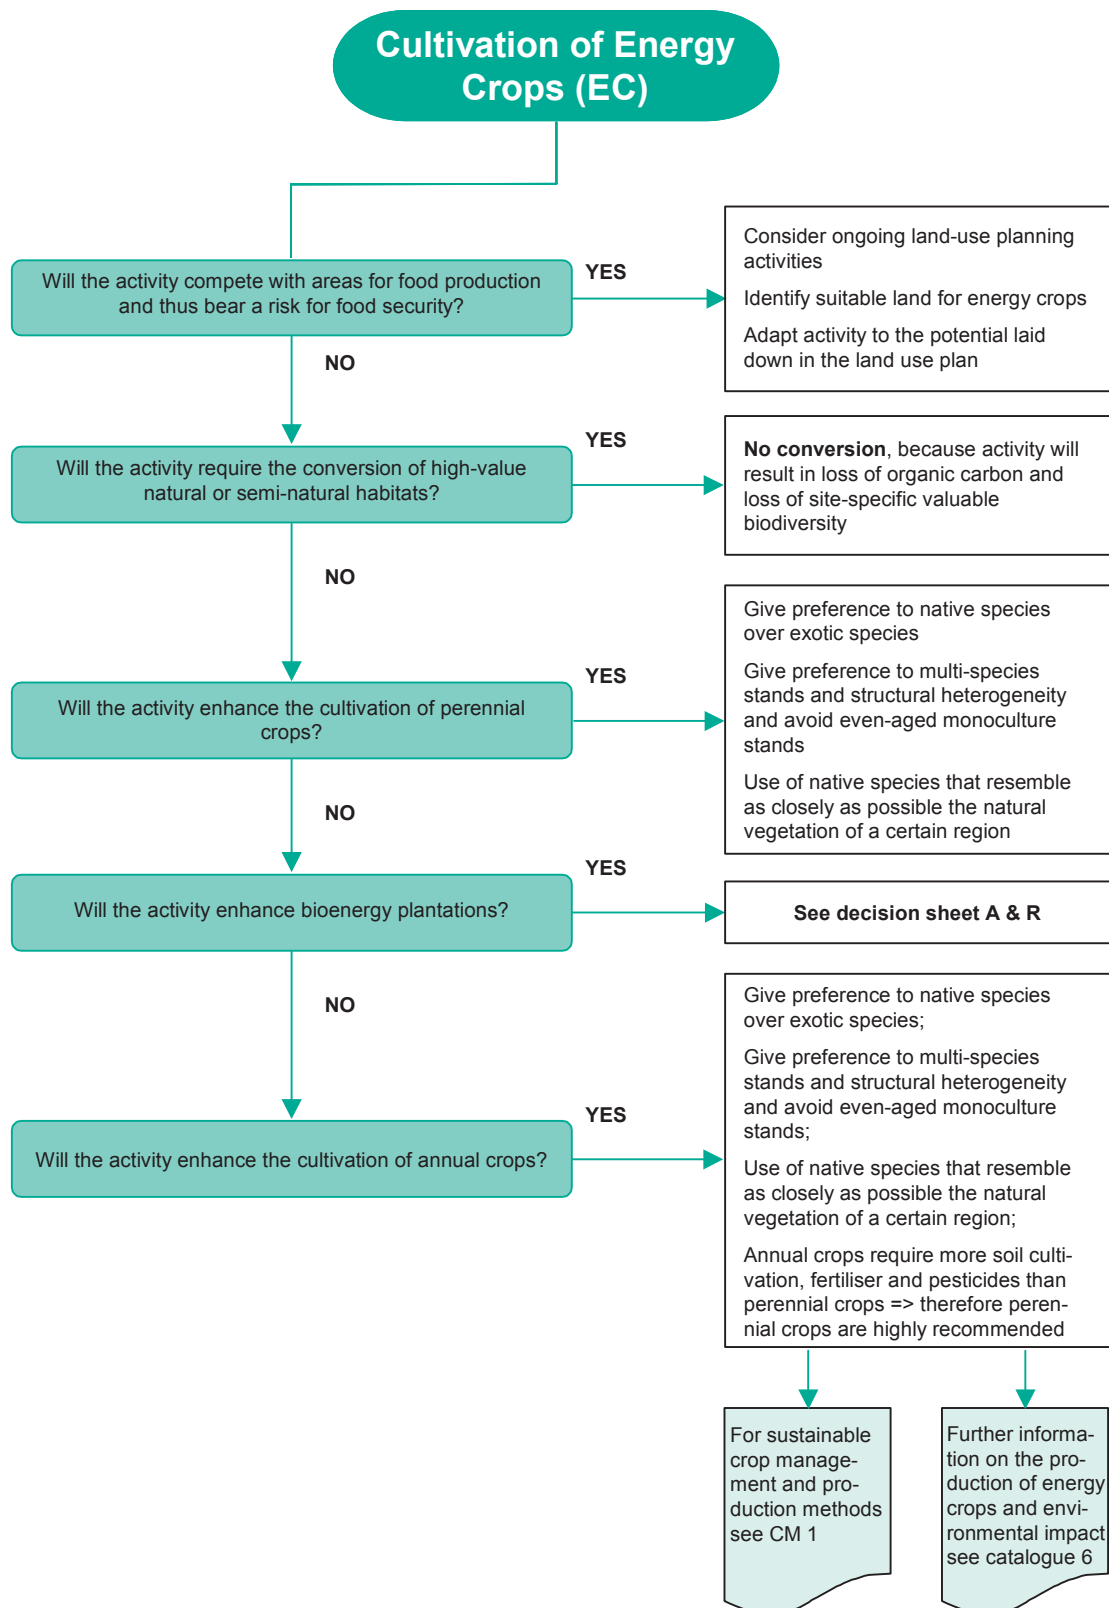 Cultivation of Energy
Crops (EC)
Will the activity compete with areas for food production
and thus bear a risk for food security?
YES
Consider ongoing land-use planning
activities
Identify suitable land for energy crops
Adapt activity to the potential laid
down in the land use plan
NO
Will the activity require the conversion of high-value
natural or semi-natural habitats?
YES
No conversion, because activity will
result in loss of organic carbon and
loss of site-specific valuable
biodiversity
NO
Will the activity enhance the cultivation of perennial
crops?
YES
Give preference to native species
over exotic species
Give preference to multi-species
stands and structural heterogeneity
and avoid even-aged monoculture
stands
Use of native species that resemble
as closely as possible the natural
vegetation of a certain region
NO
Will the activity enhance bioenergy plantations?
YES
See decision sheet A & R
NO
Will the activity enhance the cultivation of annual crops?
YES
Give preference to native species
over exotic species;
Give preference to multi-species
stands and structural heterogeneity
and avoid even-aged monoculture
stands;
Use of native species that resemble
as closely as possible the natural
vegetation of a certain region;
Annual crops require more soil culti-
vation, fertiliser and pesticides than
perennial crops => therefore peren-
nial crops are highly recommended
For sustainable
crop manage-
ment and pro-
duction methods
see CM 1
Further informa-
tion on the pro-
duction of energy
crops and envi-
ronmental impact
see catalogue 6